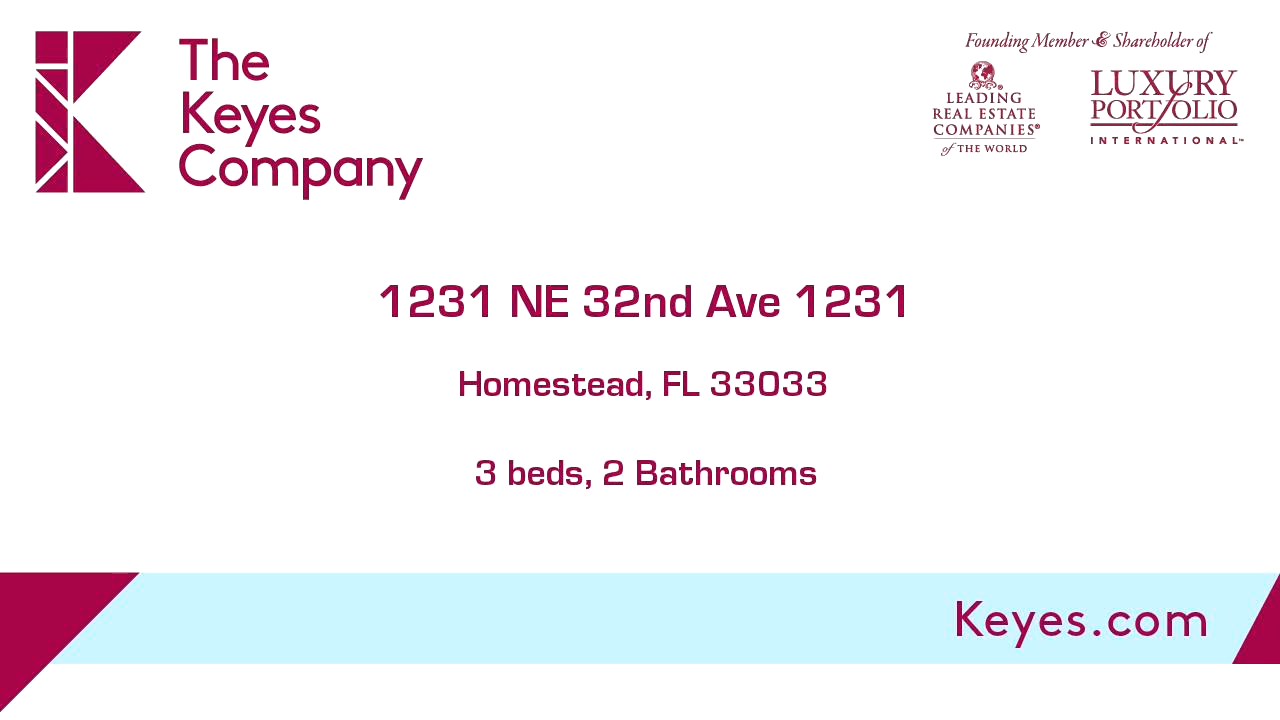 The
Keyes
Company
Founding Member & Shareholder of
LEADING
REAL ESTATE
COMPANIES®
of THE WORLD
LUXURY
PORTFOLIO
INTERNATIONAL™
1231 NE 32nd Ave 1231
Homestead, FL 33033
3 beds, 2 Bathrooms
Keyes.com